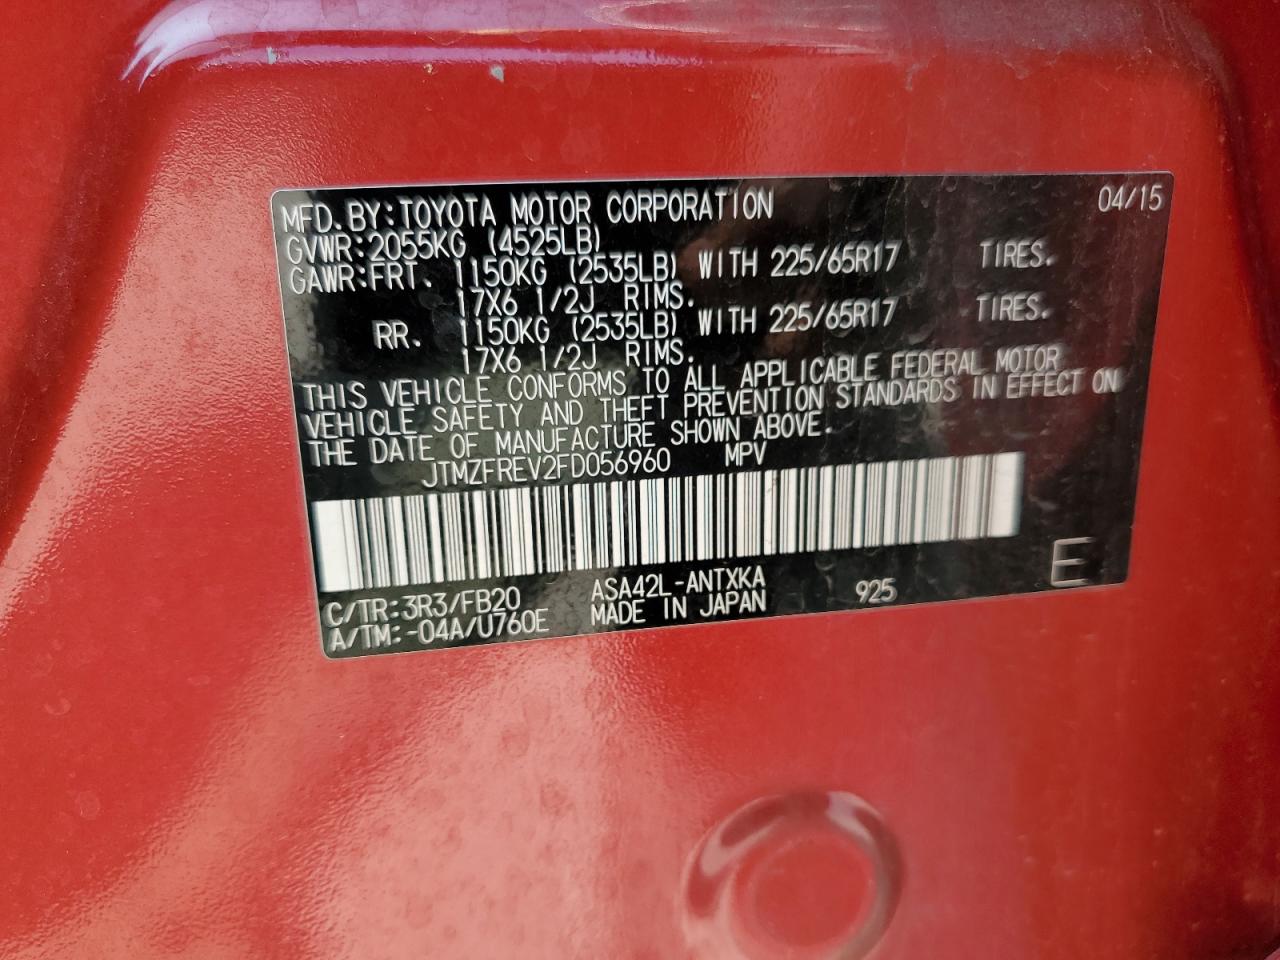 MFD.BY:TOYOTA MOTOR CORPORATION 04/15
GVWR:2055KG (4525LB)
GAWR:FRT. 1150KG (2535LB) WITH 225/65R17 TIRES.
17X6 1/2J RIMS.
RR. 1150KG (2535LB) WITH 225/65R17 TIRES.
17X6 1/2J RIMS.
THIS VEHICLE CONFORMS TO ALL APPLICABLE FEDERAL MOTOR
VEHICLE SAFETY AND THEFT PREVENTION STANDARDS IN EFFECT ON
THE DATE OF MANUFACTURE SHOWN ABOVE.
JTMZFREV2FD056960 MPV
C/TR:3R3/FB20 ASA42L-ANTXKA 925 E
A/TM:-04A/U760E MADE IN JAPAN